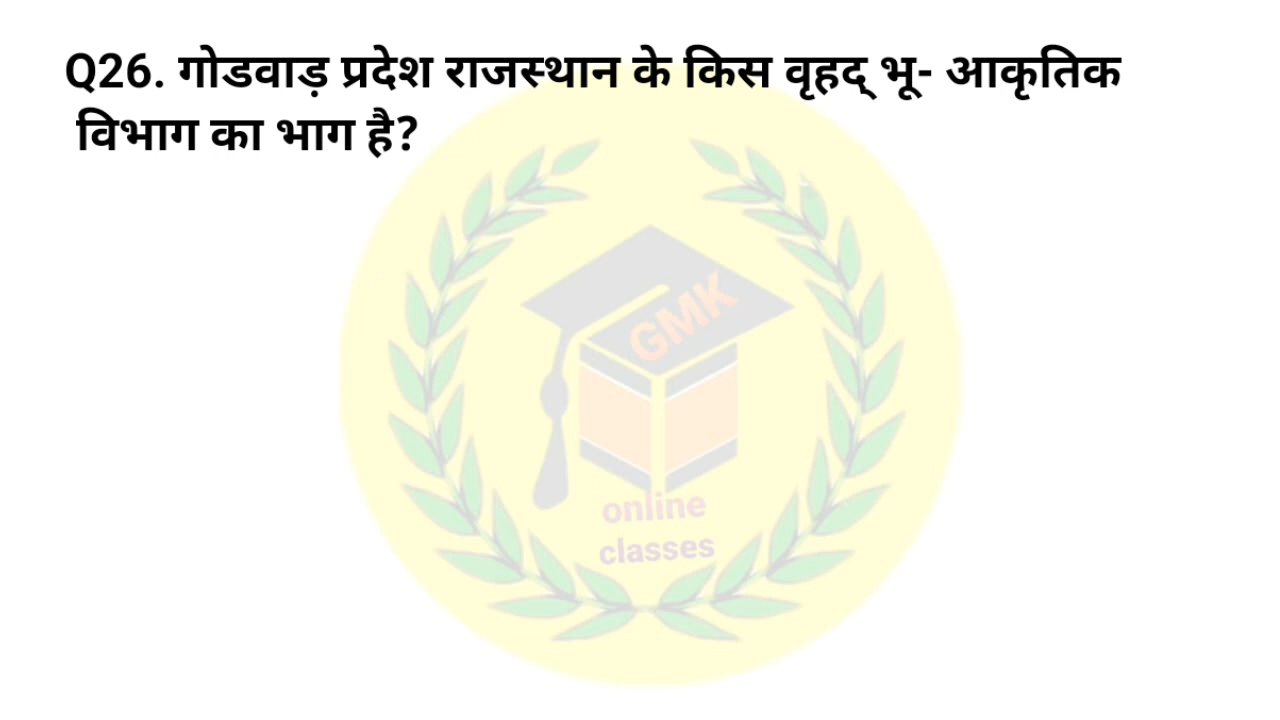 Q26. गोडवाड़ प्रदेश राजस्थान के किस वृहद् भू- आकृतिक
विभाग का भाग है?
GMK
online
classes